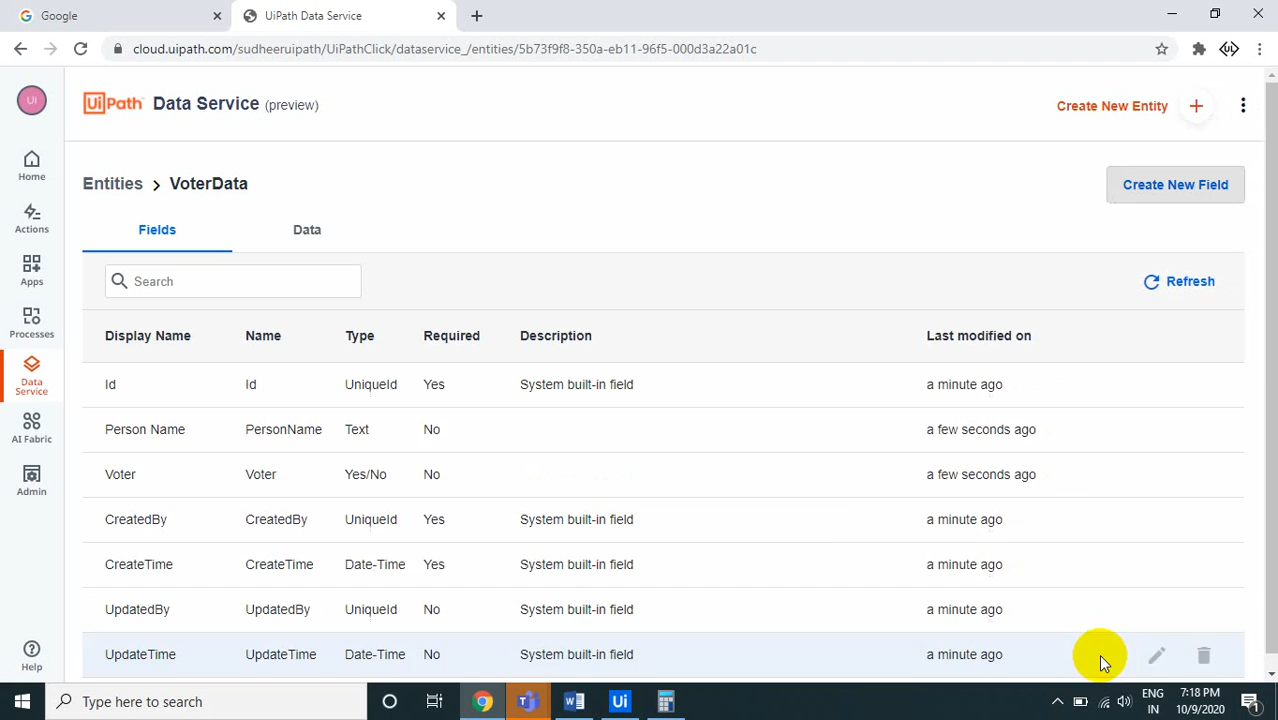 Google
UiPath Data Service
cloud.uipath.com/sudheeruipath/UiPathClick/dataservice_/entities/5b73f9f8-350a-eb11-96f5-000d3a22a01c
UI
UiPath Data Service (preview)
Create New Entity
Home
Actions
Apps
Processes
Data Service
AI Fabric
Admin
Help
Entities > VoterData
Create New Field
Fields Data
Search
Refresh
Display Name Name Type Required Description Last modified on
Id Id UniqueId Yes System built-in field a minute ago
Person Name PersonName Text No a few seconds ago
Voter Voter Yes/No No a few seconds ago
CreatedBy CreatedBy UniqueId Yes System built-in field a minute ago
CreateTime CreateTime Date-Time Yes System built-in field a minute ago
UpdatedBy UpdatedBy UniqueId No System built-in field a minute ago
UpdateTime UpdateTime Date-Time No System built-in field a minute ago
Type here to search
Ui
ENG
IN
7:18 PM
10/9/2020
1